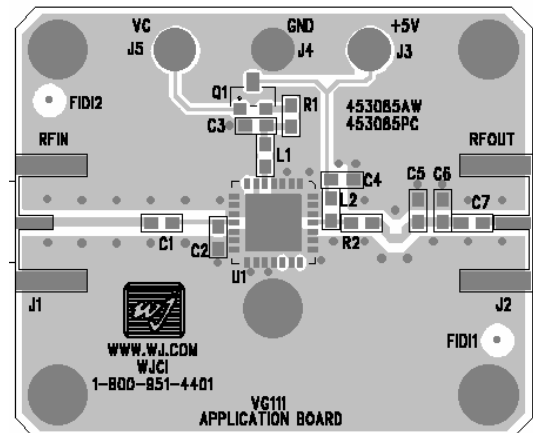 VC
GND
+5V
J5
J4
J3
Q1
R1
FIDI2
C3
453085AW
453085PC
RFIN
RFOUT
L1
C4
C5
C6
L2
C7
C1
C2
R2
U1
J1
J2
WJ
FIDI1
WWW.WJ.COM
WJCI
1-800-951-4401
VG111
APPLICATION BOARD